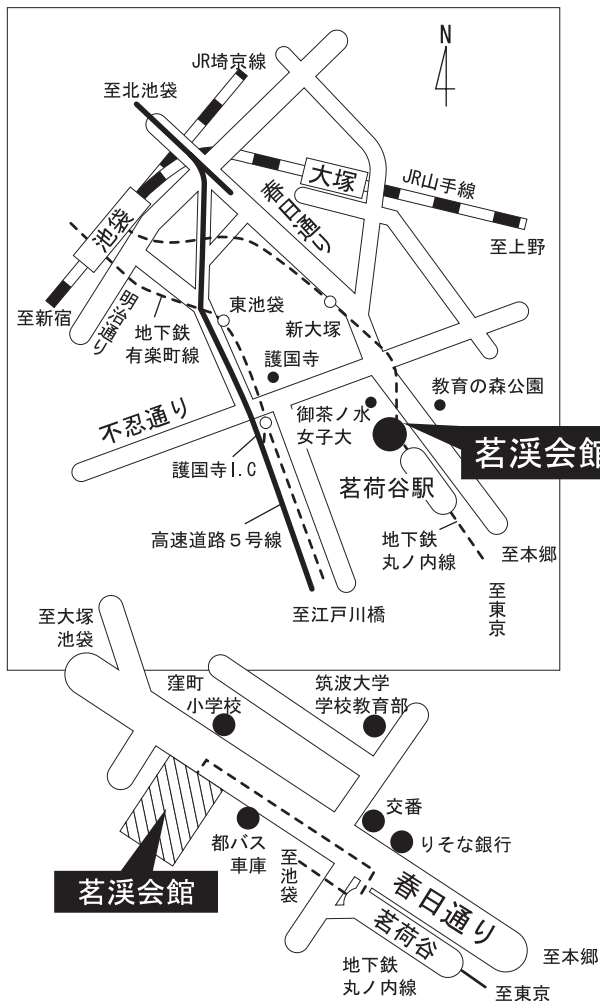 N
JR埼京線
至北池袋
大塚
JR山手線
春日通り
至上野
池袋
至新宿
明治通り
地下鉄
有楽町線
東池袋
新大塚
護国寺
教育の森公園
御茶ノ水
女子大
不忍通り
茗渓会館
護国寺I.C
茗荷谷駅
高速道路5号線
地下鉄
丸ノ内線
至本郷
至東京
至江戸川橋
至大塚
池袋
窪町
小学校
筑波大学
学校教育部
交番
りそな銀行
都バス
車庫
至池袋
茗渓会館
春日通り
茗荷谷
地下鉄
丸ノ内線
至本郷
至東京